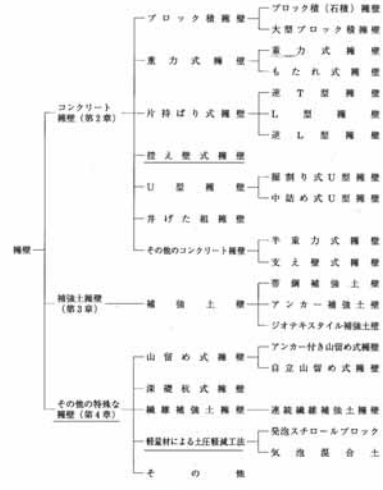 ブロック積擁壁
ブロック積（石積）擁壁
大型ブロック積擁壁
重力式擁壁
重力式擁壁
もたれ式擁壁
コンクリート
擁壁（第2章）
片持ばり式擁壁
逆T型擁壁
L型擁壁
逆L型擁壁
控え壁式擁壁
U型擁壁
掘割り式U型擁壁
中詰め式U型擁壁
井げた組擁壁
その他のコンクリート擁壁
半重力式擁壁
支え壁式擁壁
擁壁
補強土擁壁
（第3章）
補強土壁
帯鋼補強土壁
アンカー補強土壁
ジオテキスタイル補強土壁
山留め式擁壁
アンカー付き山留め式擁壁
自立山留め式擁壁
深礎杭式擁壁
その他の特殊な
擁壁（第4章）
繊維補強土擁壁
連続繊維補強土擁壁
軽量材による土圧軽減工法
発泡スチロールブロック
気泡混合土
その他